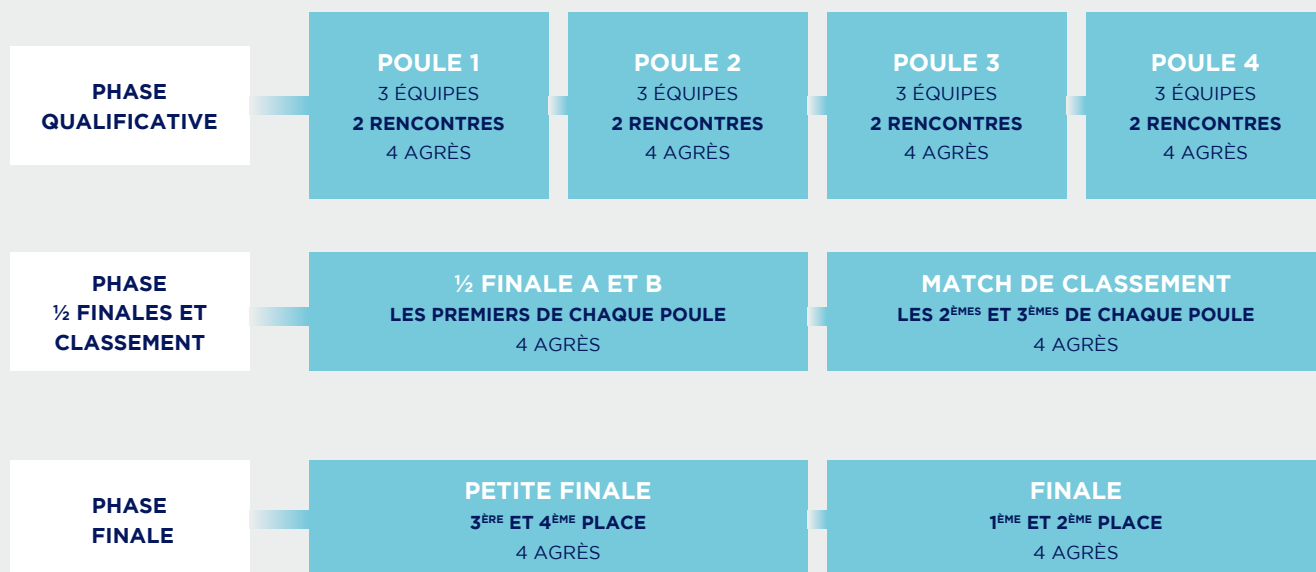 PHASE
QUALIFICATIVE
POULE 1
3 ÉQUIPES
2 RENCONTRES
4 AGRÈS
POULE 2
3 ÉQUIPES
2 RENCONTRES
4 AGRÈS
POULE 3
3 ÉQUIPES
2 RENCONTRES
4 AGRÈS
POULE 4
3 ÉQUIPES
2 RENCONTRES
4 AGRÈS
PHASE
½ FINALES ET
CLASSEMENT
½ FINALE A ET B
LES PREMIERS DE CHAQUE POULE
4 AGRÈS
MATCH DE CLASSEMENT
LES 2ÈMES ET 3ÈMES DE CHAQUE POULE
4 AGRÈS
PHASE
FINALE
PETITE FINALE
3ÈRE ET 4ÈME PLACE
4 AGRÈS
FINALE
1ÈME ET 2ÈME PLACE
4 AGRÈS